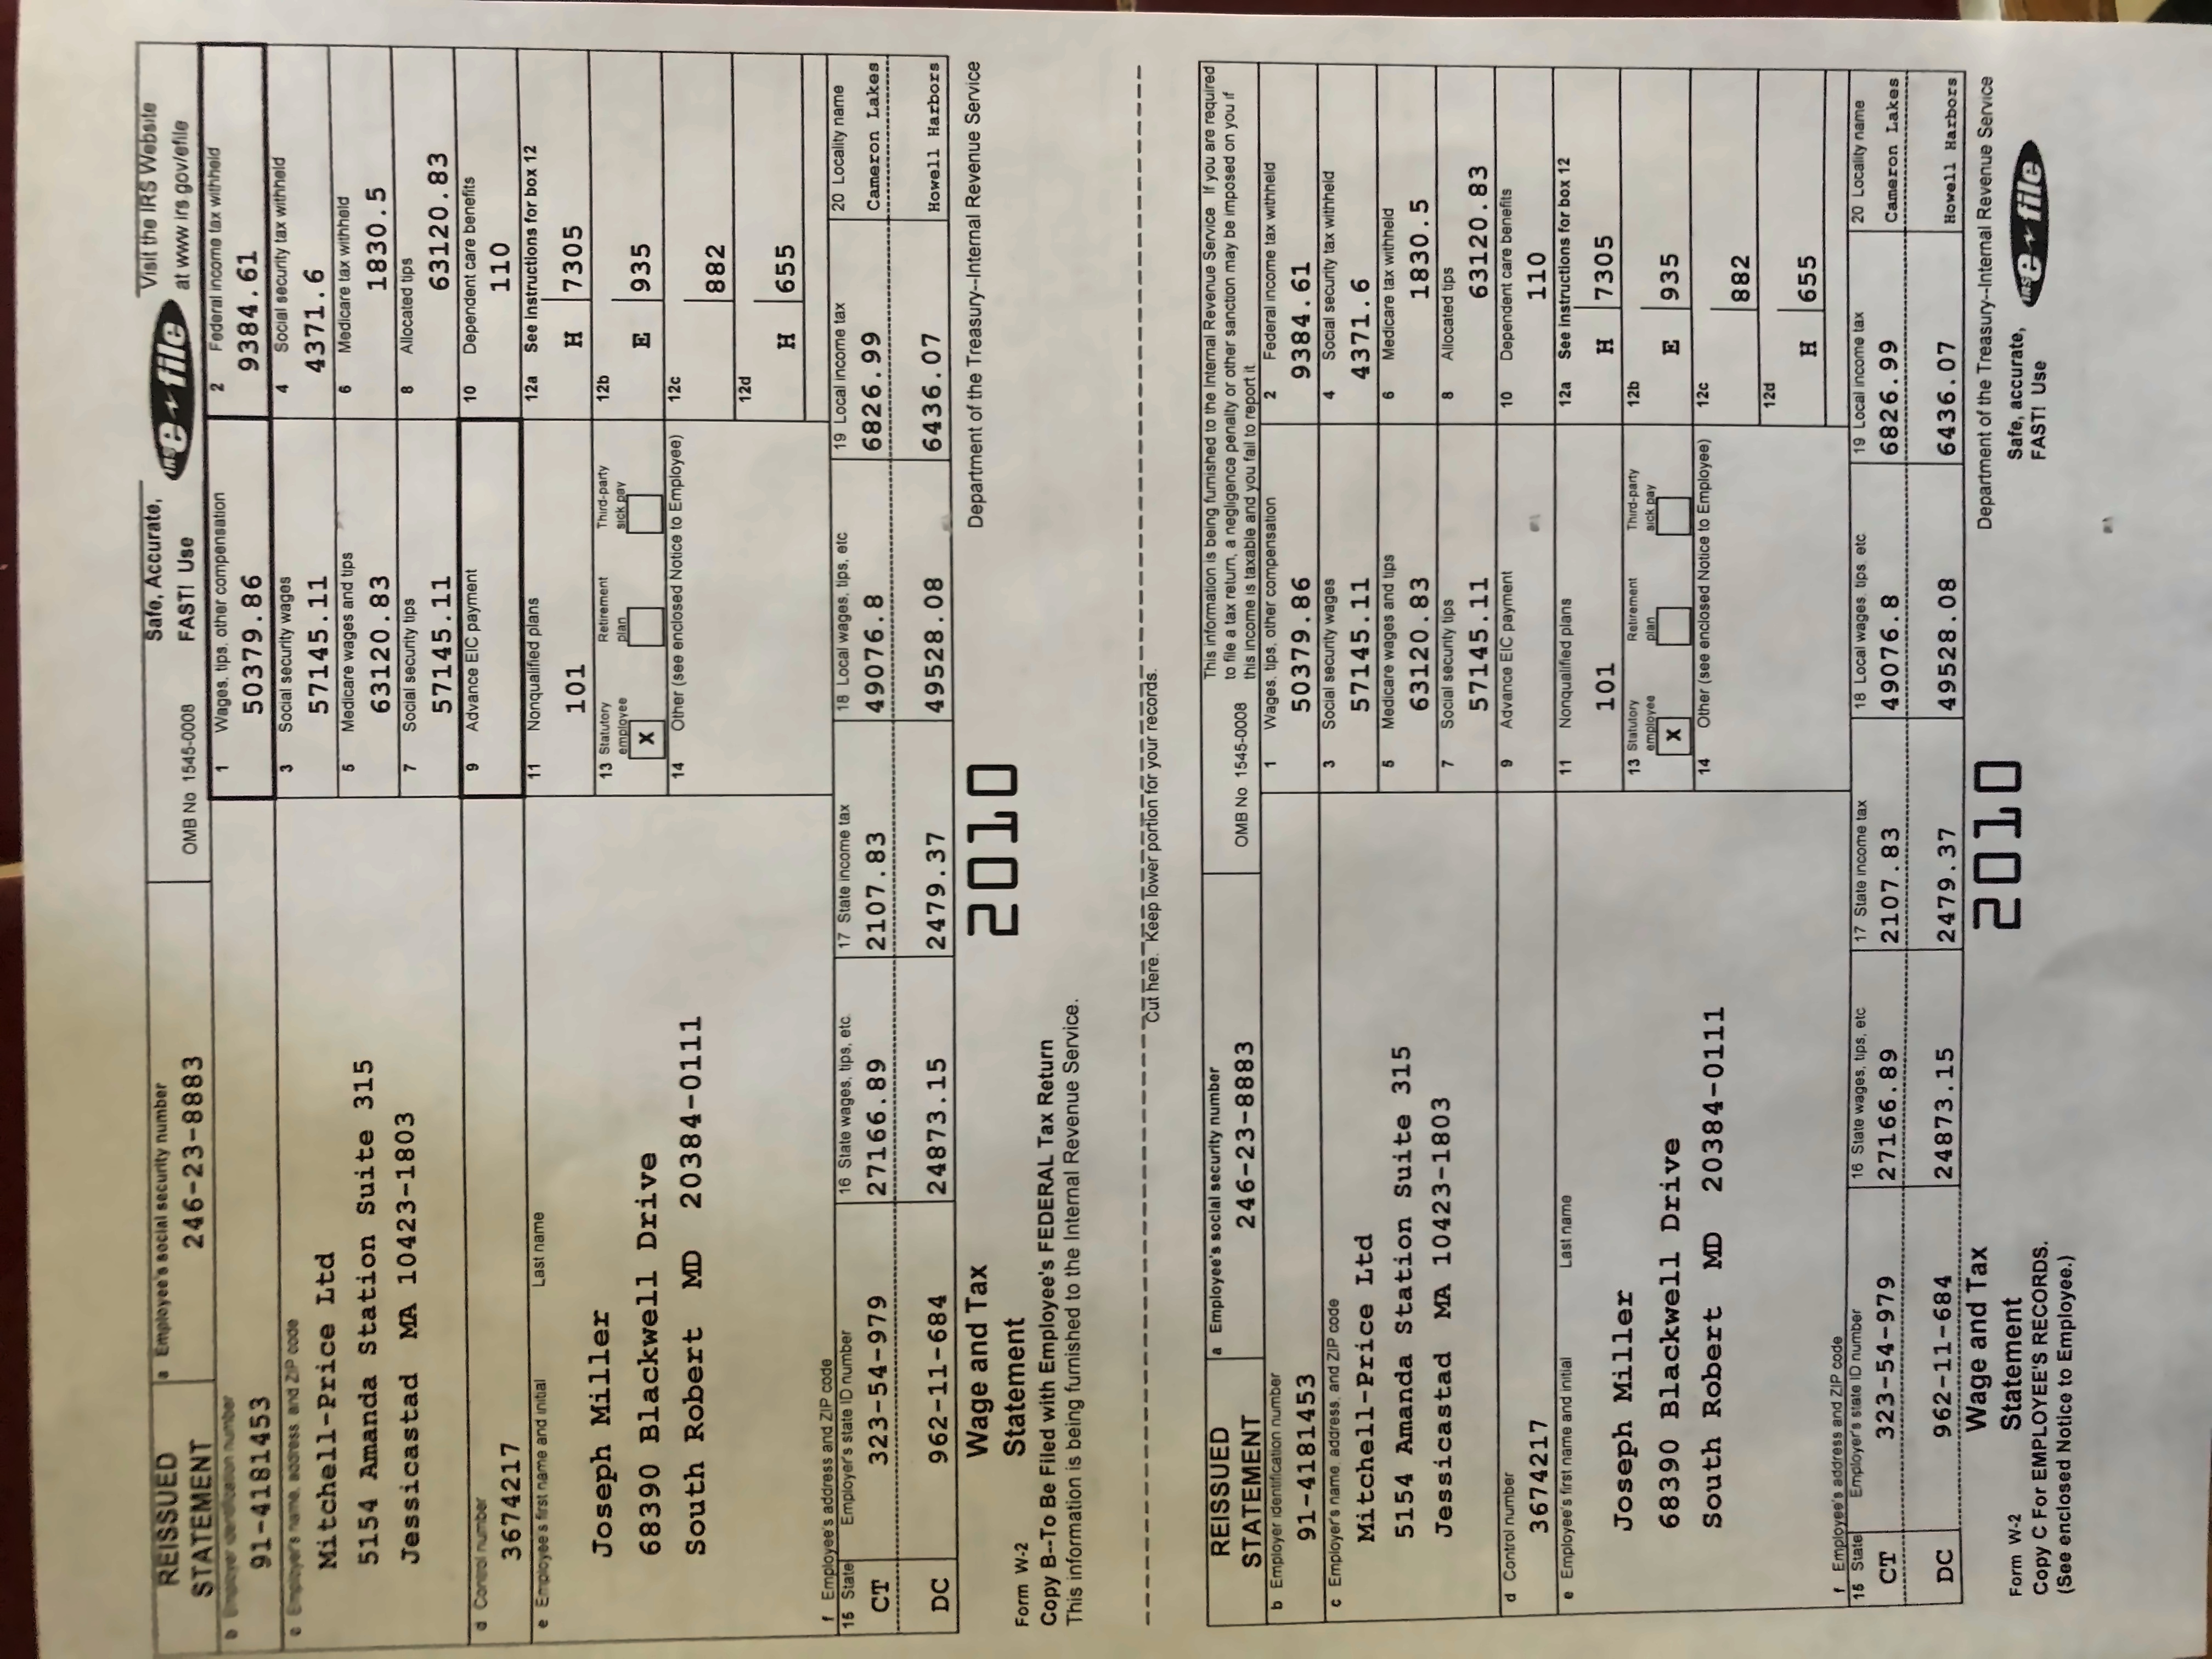 Safe, Accurate,
FAST! Use
IRS e-file
Visit the IRS Website
at www irs gov/efile
REISSUED
STATEMENT
a Employee's social security number
246-23-8883
OMB No 1545-0008
b Employer identification number
91-4181453
1 Wages, tips, other compensation
50379.86
2 Federal income tax withheld
9384.61
c Employer's name, address, and ZIP code
Mitchell-Price Ltd
5154 Amanda Station Suite 315
Jessicastad MA 10423-1803
3 Social security wages
57145.11
4 Social security tax withheld
4371.6
5 Medicare wages and tips
63120.83
6 Medicare tax withheld
1830.5
7 Social security tips
57145.11
8 Allocated tips
63120.83
d Control number
3674217
9 Advance EIC payment
10 Dependent care benefits
110
e Employee's first name and initial Last name
Joseph Miller
68390 Blackwell Drive
South Robert MD 20384-0111
11 Nonqualified plans
101
12a See instructions for box 12
H 7305
13 Statutory employee Retirement plan Third-party sick pay
X
12b
E 935
14 Other (see enclosed Notice to Employee)
12c
882
12d
H 655
f Employee's address and ZIP code
15 State Employer's state ID number 16 State wages, tips, etc. 17 State income tax 18 Local wages, tips, etc 19 Local income tax 20 Locality name
CT 323-54-979 27166.89 2107.83 49076.8 6826.99 Cameron Lakes
DC 962-11-684 24873.15 2479.37 49528.08 6436.07 Howell Harbors
Form W-2 Wage and Tax
Statement
2010
Department of the Treasury--Internal Revenue Service
Copy B--To Be Filed with Employee's FEDERAL Tax Return
This information is being furnished to the Internal Revenue Service.
Cut here. Keep lower portion for your records.
REISSUED
STATEMENT
a Employee's social security number
246-23-8883
OMB No 1545-0008
This information is being furnished to the Internal Revenue Service. If you are required
to file a tax return, a negligence penalty or other sanction may be imposed on you if
this income is taxable and you fail to report it.
b Employer identification number
91-4181453
1 Wages, tips, other compensation
50379.86
2 Federal income tax withheld
9384.61
c Employer's name, address, and ZIP code
Mitchell-Price Ltd
5154 Amanda Station Suite 315
Jessicastad MA 10423-1803
3 Social security wages
57145.11
4 Social security tax withheld
4371.6
5 Medicare wages and tips
63120.83
6 Medicare tax withheld
1830.5
7 Social security tips
57145.11
8 Allocated tips
63120.83
d Control number
3674217
9 Advance EIC payment
10 Dependent care benefits
110
e Employee's first name and initial Last name
Joseph Miller
68390 Blackwell Drive
South Robert MD 20384-0111
11 Nonqualified plans
101
12a See instructions for box 12
H 7305
13 Statutory employee Retirement plan Third-party sick pay
X
12b
E 935
14 Other (see enclosed Notice to Employee)
12c
882
12d
H 655
f Employee's address and ZIP code
15 State Employer's state ID number 16 State wages, tips, etc 17 State income tax 18 Local wages, tips, etc 19 Local income tax 20 Locality name
CT 323-54-979 27166.89 2107.83 49076.8 6826.99 Cameron Lakes
DC 962-11-684 24873.15 2479.37 49528.08 6436.07 Howell Harbors
Form W-2 Wage and Tax
Statement
2010
Department of the Treasury--Internal Revenue Service
Copy C For EMPLOYEE'S RECORDS.
(See enclosed Notice to Employee.)
Safe, accurate,
FAST! Use
IRS e-file